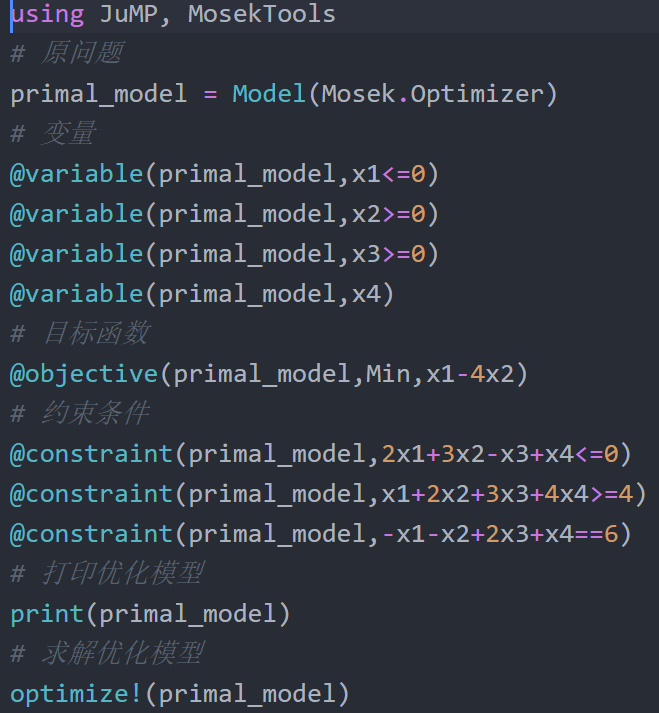 using JuMP, MosekTools
# 原问题
primal_model = Model(Mosek.Optimizer)
# 变量
@variable(primal_model,x1<=0)
@variable(primal_model,x2>=0)
@variable(primal_model,x3>=0)
@variable(primal_model,x4)
# 目标函数
@objective(primal_model,Min,x1-4x2)
# 约束条件
@constraint(primal_model,2x1+3x2-x3+x4<=0)
@constraint(primal_model,x1+2x2+3x3+4x4>=4)
@constraint(primal_model,-x1-x2+2x3+x4==6)
# 打印优化模型
print(primal_model)
# 求解优化模型
optimize!(primal_model)